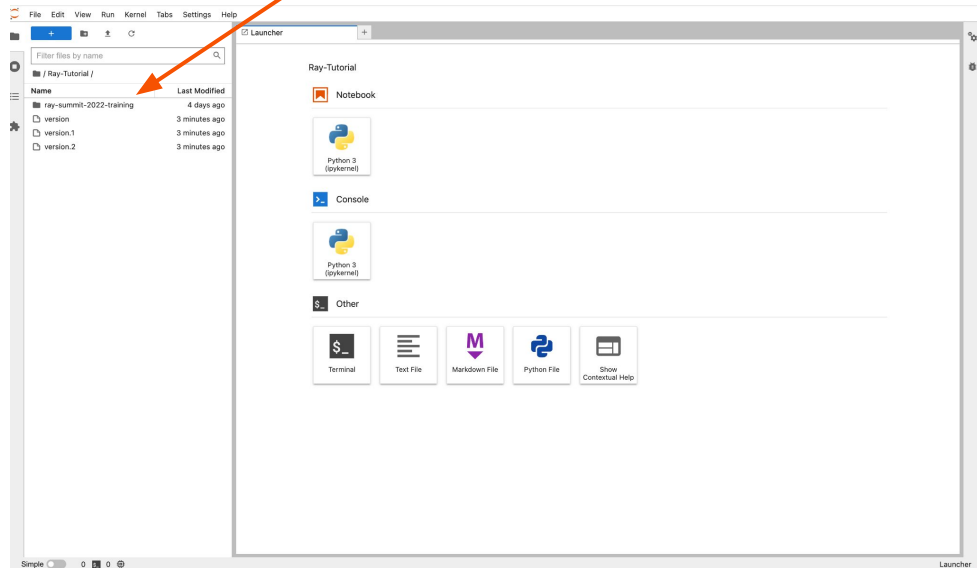 File Edit View Run Kernel Tabs Settings Help
+
Filter files by name
/ Ray-Tutorial /
Name Last Modified
ray-summit-2022-training 4 days ago
version 3 minutes ago
version.1 3 minutes ago
version.2 3 minutes ago
Launcher +
Ray-Tutorial
Notebook
Python 3
(ipykernel)
>_ Console
Python 3
(ipykernel)
$_ Other
$_
M
Terminal Text File Markdown File Python File Show
Contextual Help
Simple 0 $_ 0 Launcher